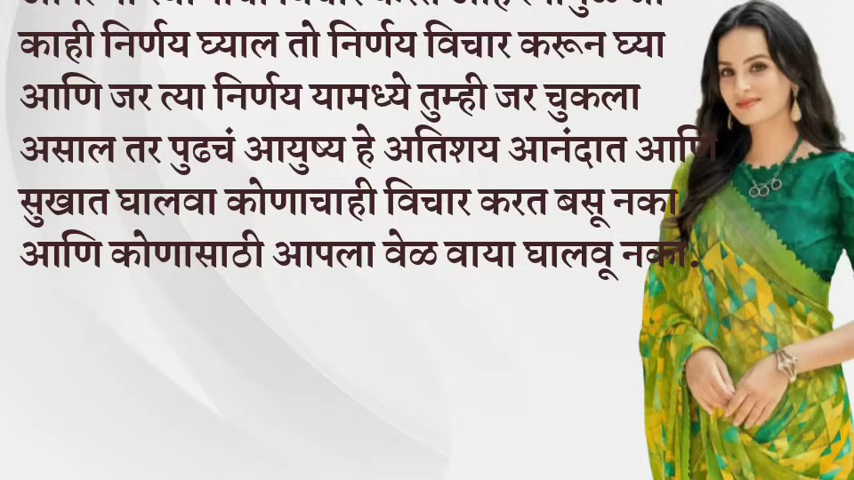 काही निर्णय घ्याल तो निर्णय विचार करून घ्या
आणि जर त्या निर्णय यामध्ये तुम्ही जर चुकला
असाल तर पुढचं आयुष्य हे अतिशय आनंदात आणि
सुखात घालवा कोणाचाही विचार करत बसू नका
आणि कोणासाठी आपला वेळ वाया घालवू नका.